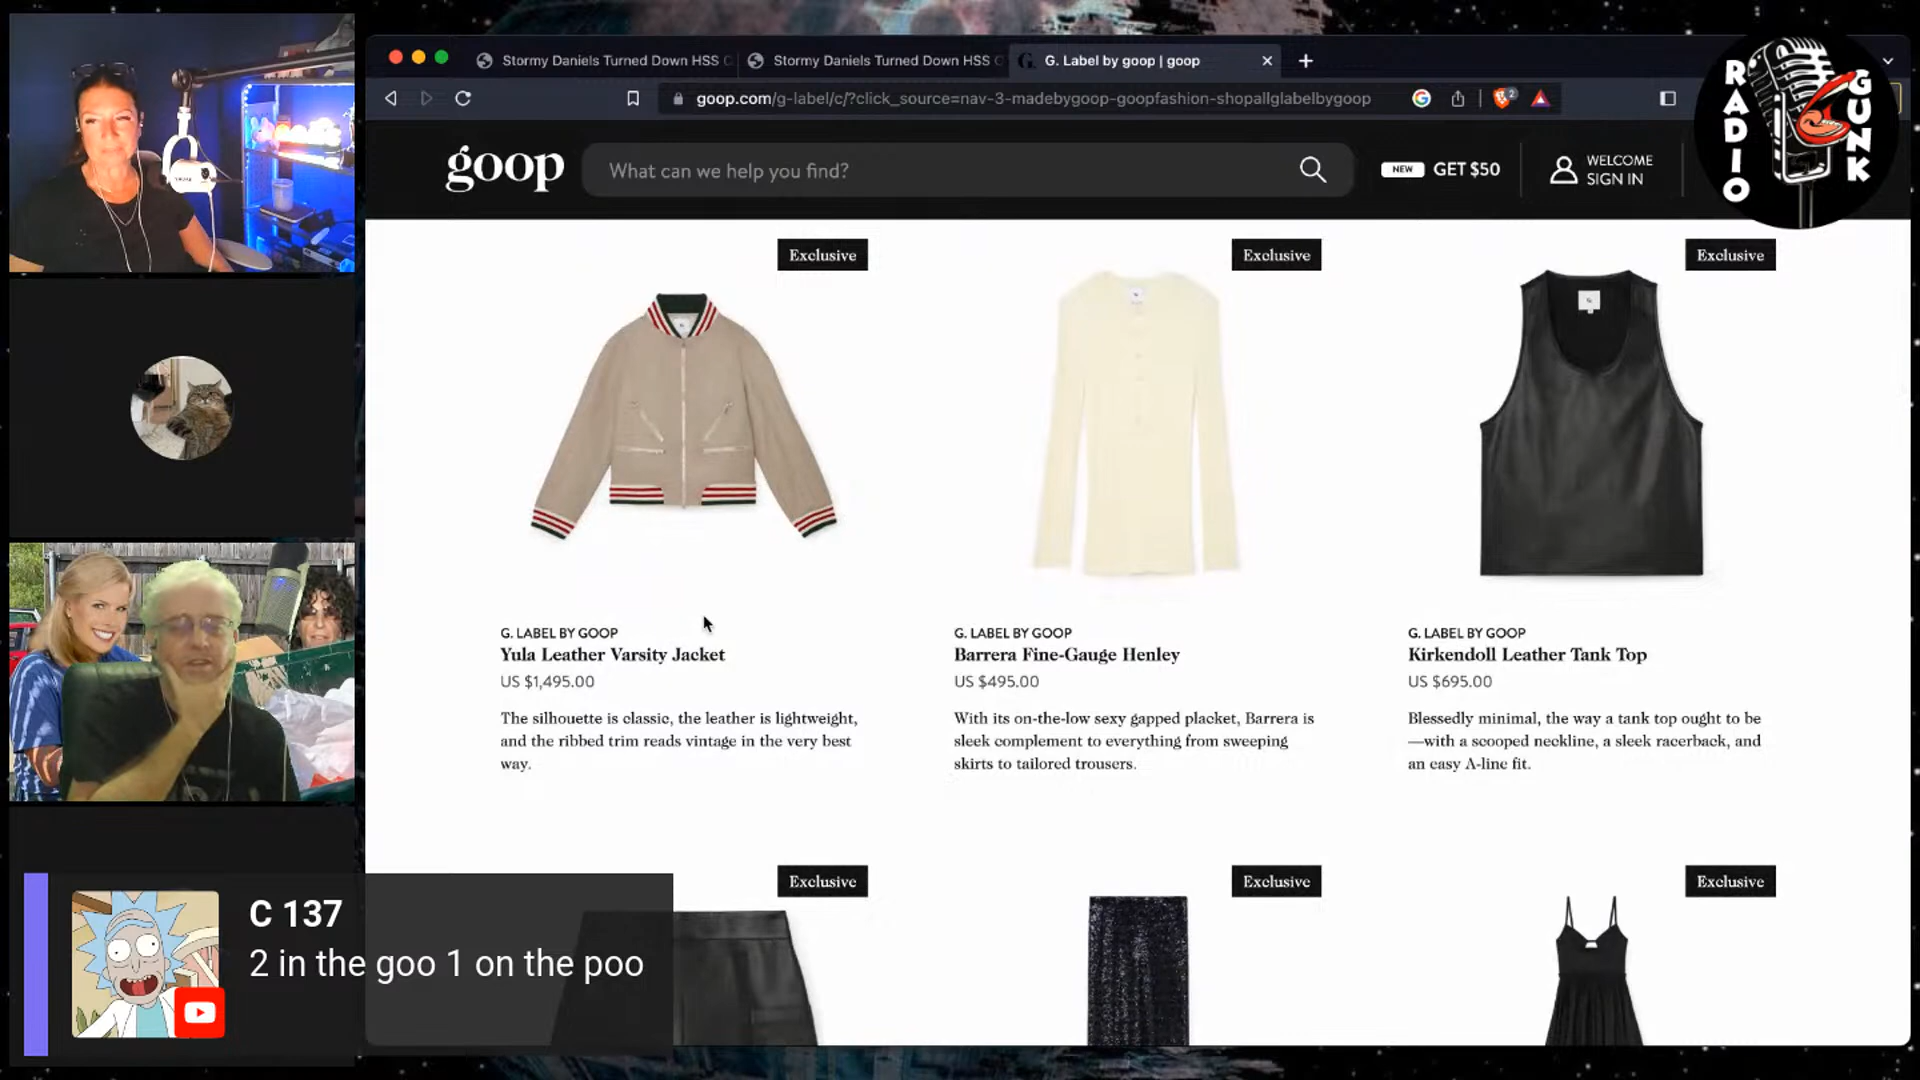 Stormy Daniels Turned Down HSS C
Stormy Daniels Turned Down HSS C
G. Label by goop | goop
goop.com/g-label/c/?click_source=nav-3-madebygoop-goopfashion-shopallglabelbygoop
2
RADIO
GUNK
goop
What can we help you find?
NEW
GET $50
WELCOME
SIGN IN
Exclusive
Exclusive
Exclusive
G. LABEL BY GOOP
Yula Leather Varsity Jacket
US $1,495.00
The silhouette is classic, the leather is lightweight,
and the ribbed trim reads vintage in the very best
way.
G. LABEL BY GOOP
Barrera Fine-Gauge Henley
US $495.00
With its on-the-low sexy gapped placket, Barrera is
sleek complement to everything from sweeping
skirts to tailored trousers.
G. LABEL BY GOOP
Kirkendoll Leather Tank Top
US $695.00
Blessedly minimal, the way a tank top ought to be
—with a scooped neckline, a sleek racerback, and
an easy A-line fit.
Exclusive
Exclusive
Exclusive
C 137
2 in the goo 1 on the poo